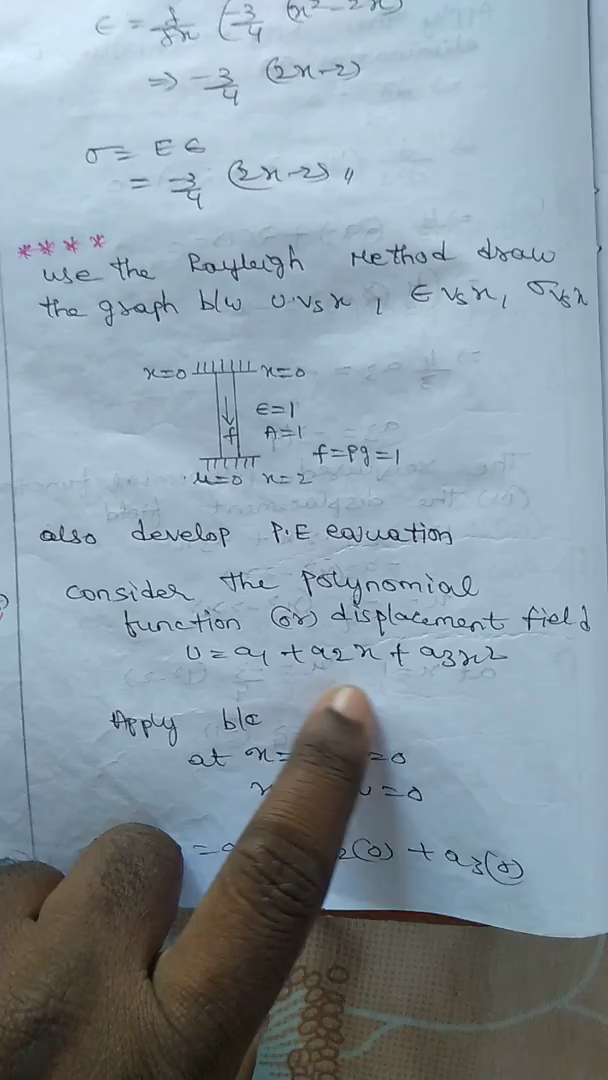 ε = d/dx (-3/4 (x² - 2x)
⇒ -3/4 (2x-2)
σ = E ε
= -3/4 (2x-2) 〃
****
Use the Rayleigh Method draw
the graph b/w U vs x, ε vs x, σ vs x
x=0 x=0
E=1
f A=1
f=ρg=1
u=0 x=2
also develop P.E equation
Consider the polynomial
function (or) displacement field
U = a1 + a2x + a3x2
Apply b/c
at x= =0
x U=0
= 2(0) + a3(0)